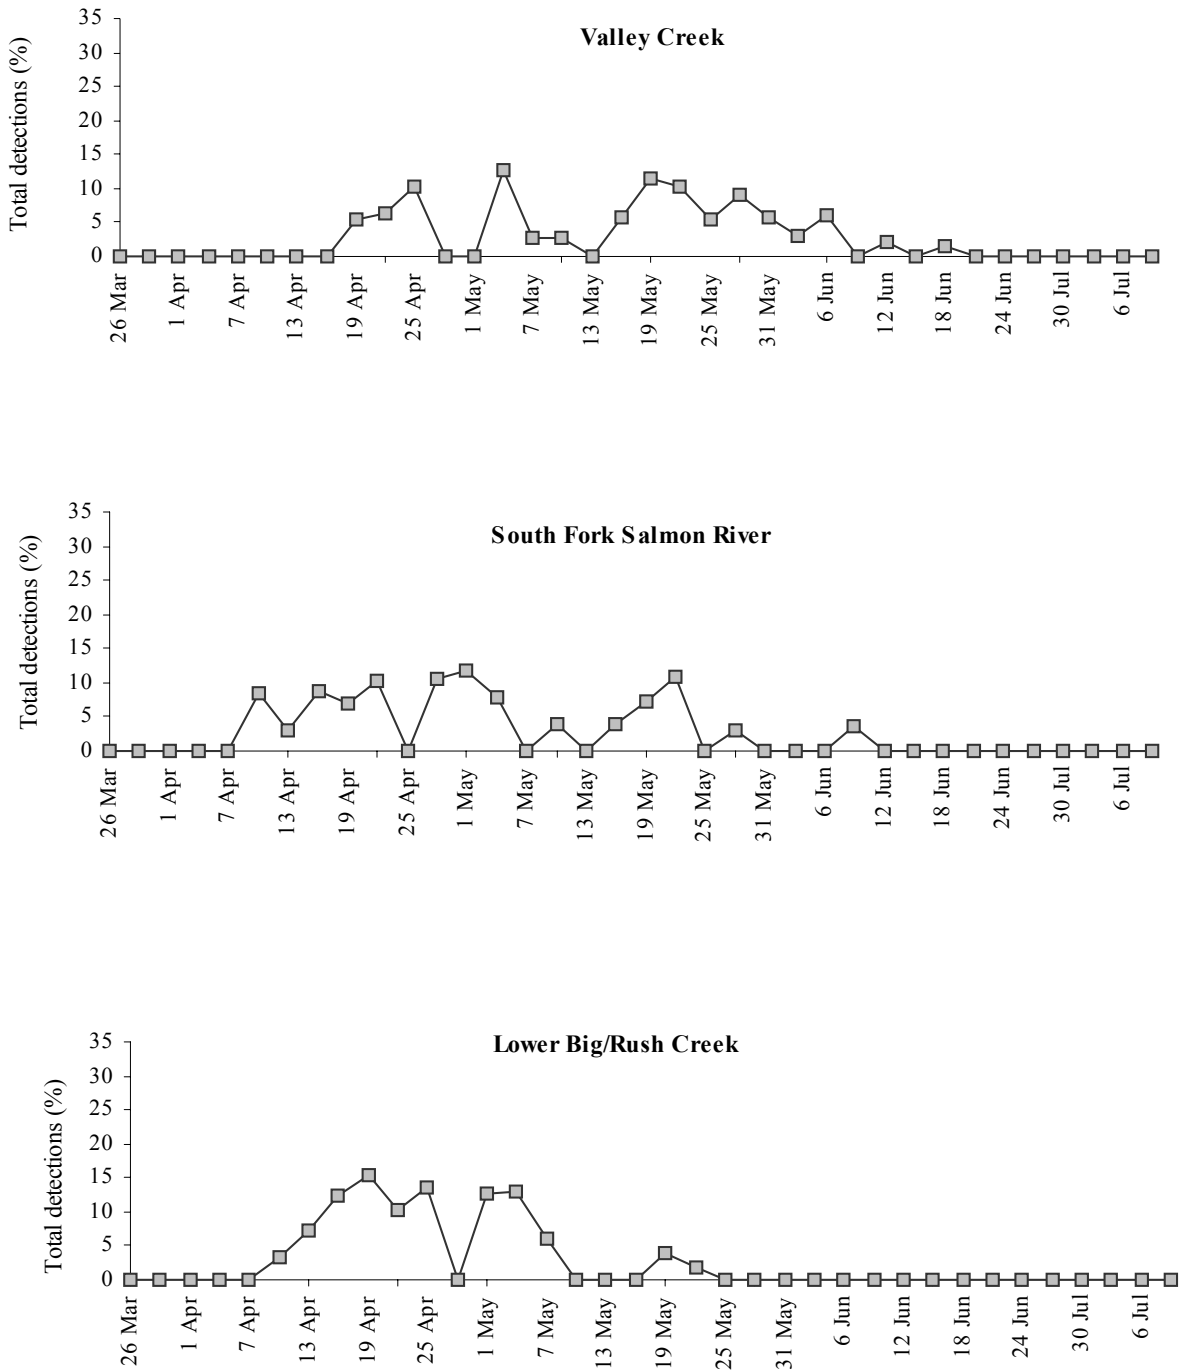 Valley Creek
Total detections (%)
35
30
25
20
15
10
5
0
26 Mar
1 Apr
7 Apr
13 Apr
19 Apr
25 Apr
1 May
7 May
13 May
19 May
25 May
31 May
6 Jun
12 Jun
18 Jun
24 Jun
30 Jul
6 Jul
South Fork Salmon River
Total detections (%)
35
30
25
20
15
10
5
0
26 Mar
1 Apr
7 Apr
13 Apr
19 Apr
25 Apr
1 May
7 May
13 May
19 May
25 May
31 May
6 Jun
12 Jun
18 Jun
24 Jun
30 Jul
6 Jul
Lower Big/Rush Creek
Total detections (%)
35
30
25
20
15
10
5
0
26 Mar
1 Apr
7 Apr
13 Apr
19 Apr
25 Apr
1 May
7 May
13 May
19 May
25 May
31 May
6 Jun
12 Jun
18 Jun
24 Jun
30 Jul
6 Jul